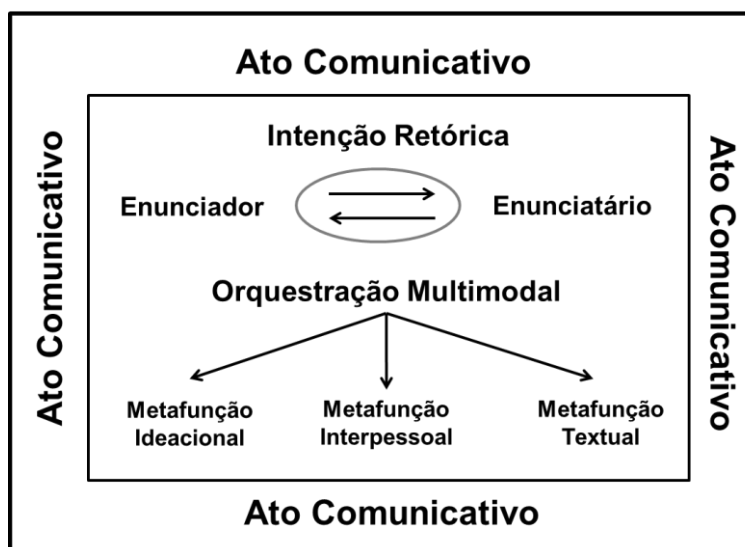 Ato Comunicativo
Ato Comunicativo
Ato Comunicativo
Intenção Retórica
Enunciador
Enunciatário
Orquestração Multimodal
Metafunção
Ideacional
Metafunção
Interpessoal
Metafunção
Textual
Ato Comunicativo